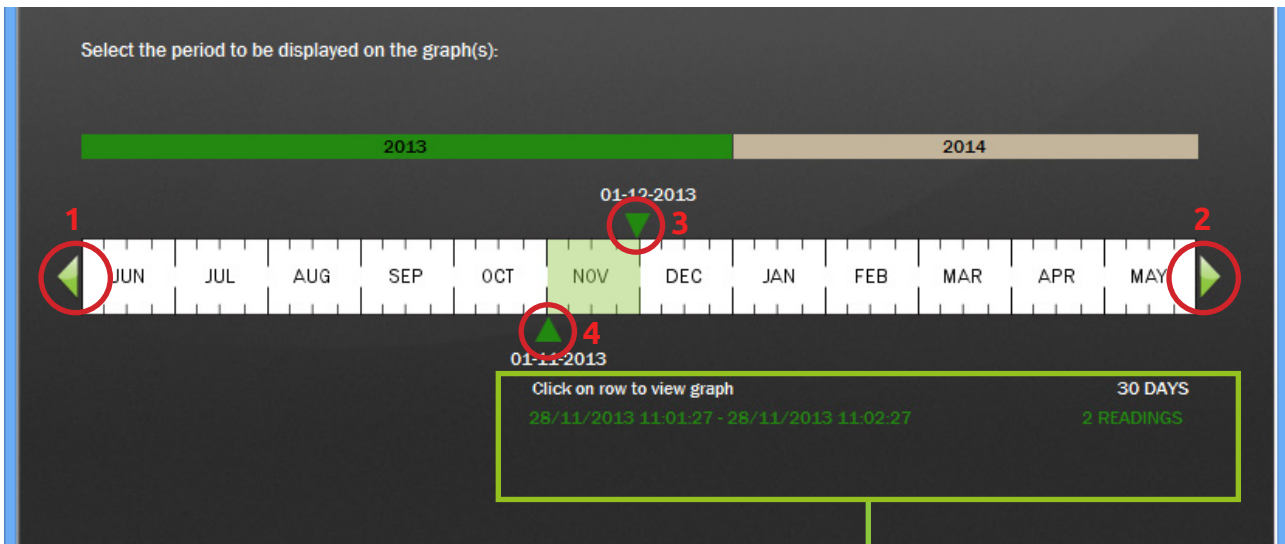 Select the period to be displayed on the graph(s):
2013 2014
01-12-2013
1 3 2
JUN JUL AUG SEP OCT NOV DEC JAN FEB MAR APR MAY
4
01-11-2013
Click on row to view graph 30 DAYS
28/11/2013 11:01:27 - 28/11/2013 11:02:27 2 READINGS